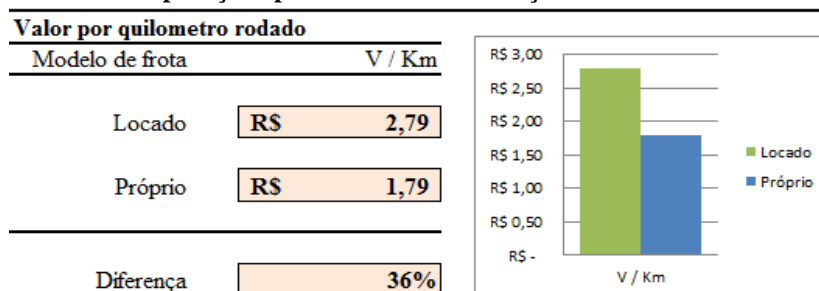 Valor por quilometro rodado
Modelo de frota V / Km
Locado R$ 2,79
Próprio R$ 1,79
Diferença 36%
R$ 3,00
R$ 2,50
R$ 2,00
R$ 1,50
R$ 1,00
R$ 0,50
R$ -
V / Km
Locado
Próprio